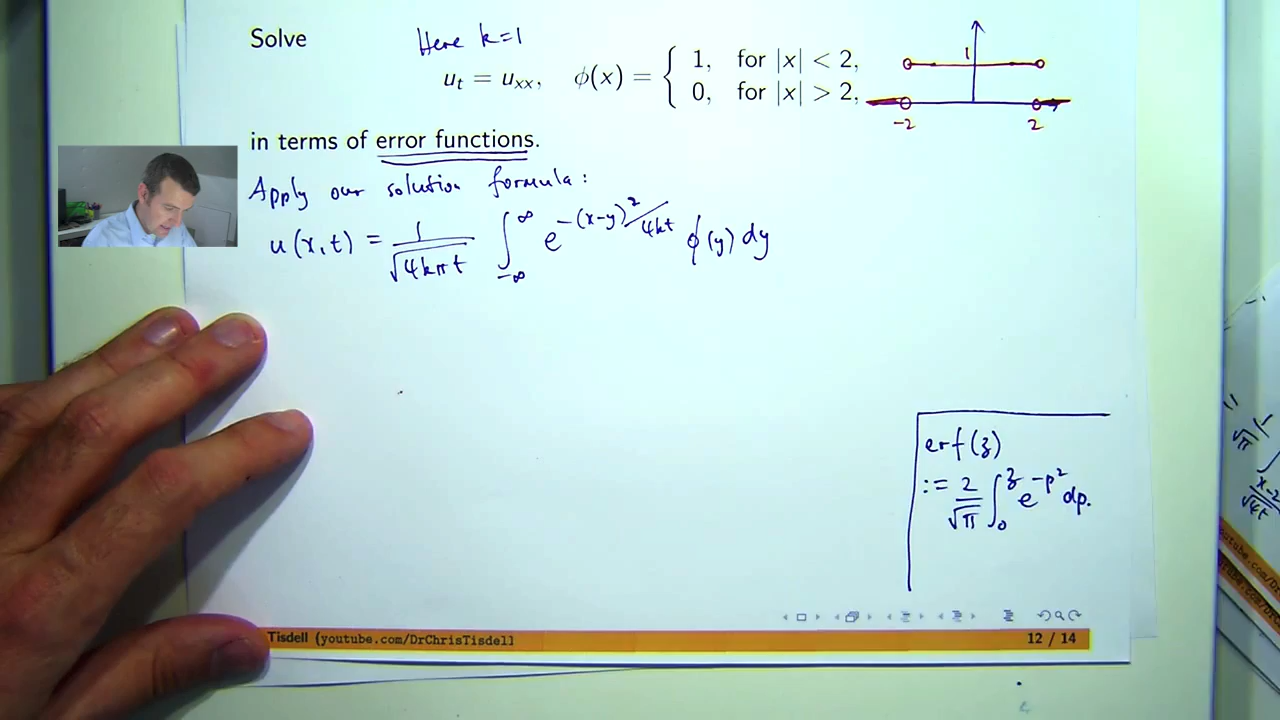 Solve Here k=1
u_t = u_xx, ϕ(x) = { 1, for |x| < 2,
0, for |x| > 2,
1
-2 2
in terms of error functions.
Apply our solution formula:
u(x,t) = 1/√(4kπt) ∫_{-∞}^{∞} e^{-(x-y)²/4kt} ϕ(y) dy
erf(z)
:= 2/√π ∫_0^z e^{-p²} dp.
Tisdell (youtube.com/DrChrisTisdell 12 / 14
√π
x-2
√4t